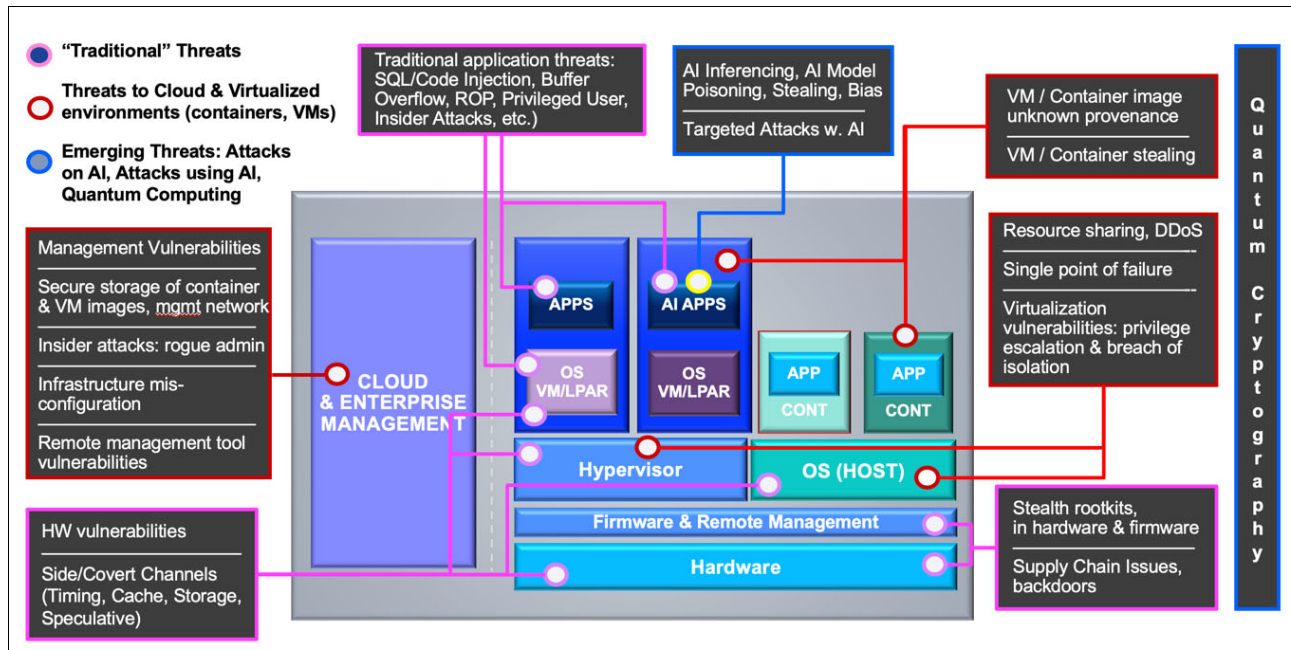 “Traditional” Threats
Threats to Cloud & Virtualized
environments (containers, VMs)
Emerging Threats: Attacks
on AI, Attacks using AI,
Quantum Computing
Traditional application threats:
SQL/Code Injection, Buffer
Overflow, ROP, Privileged User,
Insider Attacks, etc.)
AI Inferencing, AI Model
Poisoning, Stealing, Bias
Targeted Attacks w. AI
VM / Container image
unknown provenance
VM / Container stealing
Management Vulnerabilities
Secure storage of container
& VM images, mgmt network
Insider attacks: rogue admin
Infrastructure mis-
configuration
Remote management tool
vulnerabilities
HW vulnerabilities
Side/Covert Channels
(Timing, Cache, Storage,
Speculative)
CLOUD
& ENTERPRISE
MANAGEMENT
APPS
OS
VM/LPAR
AI APPS
OS
VM/LPAR
APP
CONT
APP
CONT
Hypervisor
OS (HOST)
Firmware & Remote Management
Hardware
Resource sharing, DDoS
Single point of failure
Virtualization
vulnerabilities: privilege
escalation & breach of
isolation
Stealth rootkits,
in hardware & firmware
Supply Chain Issues,
backdoors
Quantum Cryptography